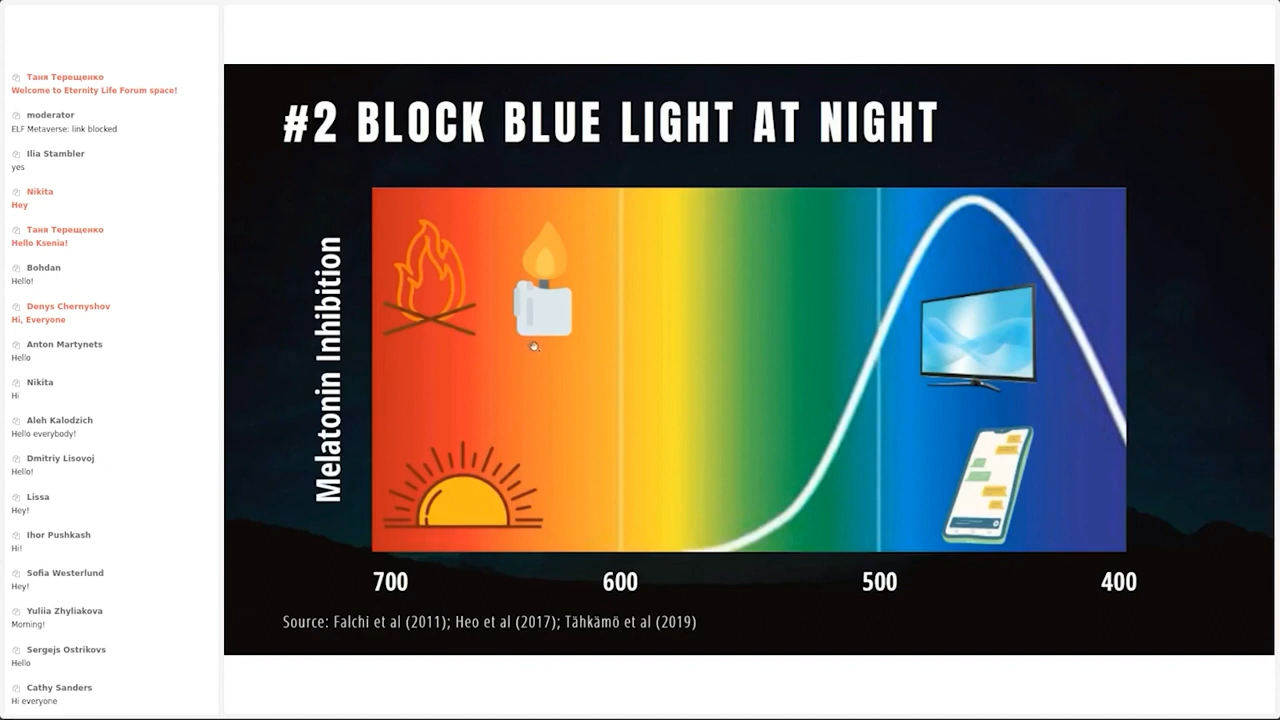 Таня Терещенко
Welcome to Eternity Life Forum space!
moderator
ELF Metaverse: link blocked
Ilia Stambler
yes
Nikita
Hey
Таня Терещенко
Hello Ksenia!
Bohdan
Hello!
Denys Chernyshov
Hi, Everyone
Anton Martynets
Hello
Nikita
Hi
Aleh Kalodzich
Hello everybody!
Dmitriy Lisovoj
Hello!
Lissa
Hey!
Ihor Pushkash
Hi!
Sofia Westerlund
Hey!
Yuliia Zhyliakova
Morning!
Sergejs Ostrikovs
Hello
Cathy Sanders
Hi everyone
#2 BLOCK BLUE LIGHT AT NIGHT
Melatonin Inhibition
700 600 500 400
Source: Falchi et al (2011); Heo et al (2017); Tähkämö et al (2019)